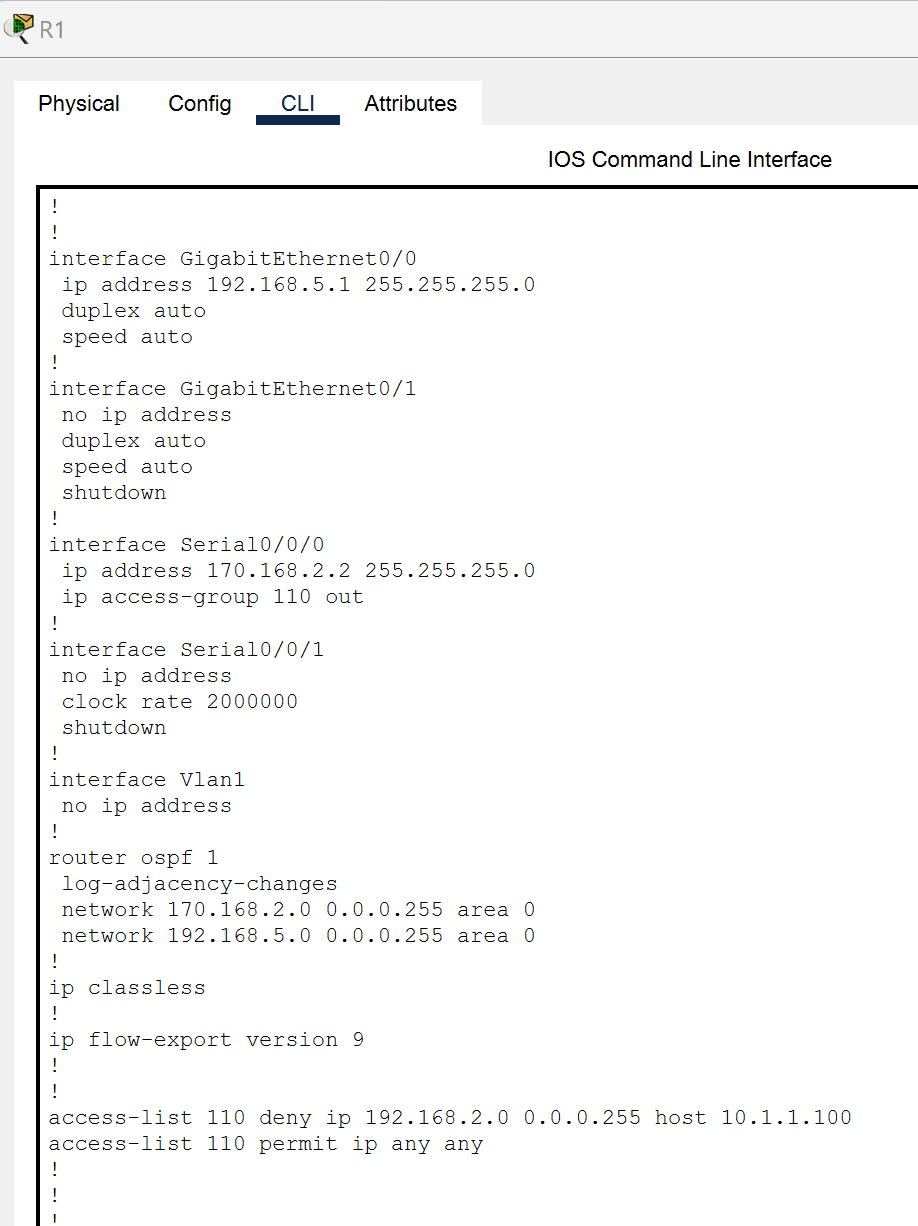 R1
Physical Config CLI Attributes
IOS Command Line Interface
!
!
interface GigabitEthernet0/0
 ip address 192.168.5.1 255.255.255.0
 duplex auto
 speed auto
!
interface GigabitEthernet0/1
 no ip address
 duplex auto
 speed auto
 shutdown
!
interface Serial0/0/0
 ip address 170.168.2.2 255.255.255.0
 ip access-group 110 out
!
interface Serial0/0/1
 no ip address
 clock rate 2000000
 shutdown
!
interface Vlan1
 no ip address
!
router ospf 1
 log-adjacency-changes
 network 170.168.2.0 0.0.0.255 area 0
 network 192.168.5.0 0.0.0.255 area 0
!
ip classless
!
ip flow-export version 9
!
!
access-list 110 deny ip 192.168.2.0 0.0.0.255 host 10.1.1.100
access-list 110 permit ip any any
!
!
!